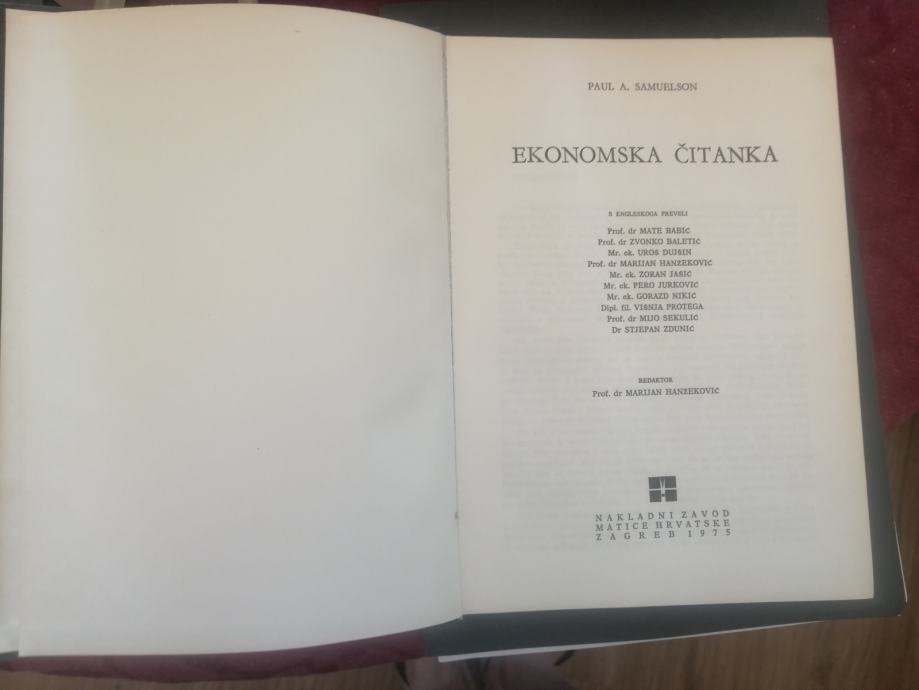 PAUL A. SAMUELSON
EKONOMSKA ČITANKA
S ENGLESKOGA PREVELI
Prof. dr MATE BABIĆ
Prof. dr ZVONKO BALETIĆ
Mr. ek. UROŠ DUJŠIN
Prof. dr MARIJAN HANŽEKOVIĆ
Mr. ek. ZORAN JAŠIĆ
Mr. ek. PERO JURKOVIĆ
Mr. ek. GORAZD NIKIĆ
Dipl. fil. VIŠNJA PROTEGA
Prof. dr MIJO SEKULIĆ
Dr STJEPAN ZDUNIĆ
REDAKTOR
Prof. dr MARIJAN HANŽEKOVIĆ
NAKLADNI ZAVOD
MATICE HRVATSKE
ZAGREB 1975